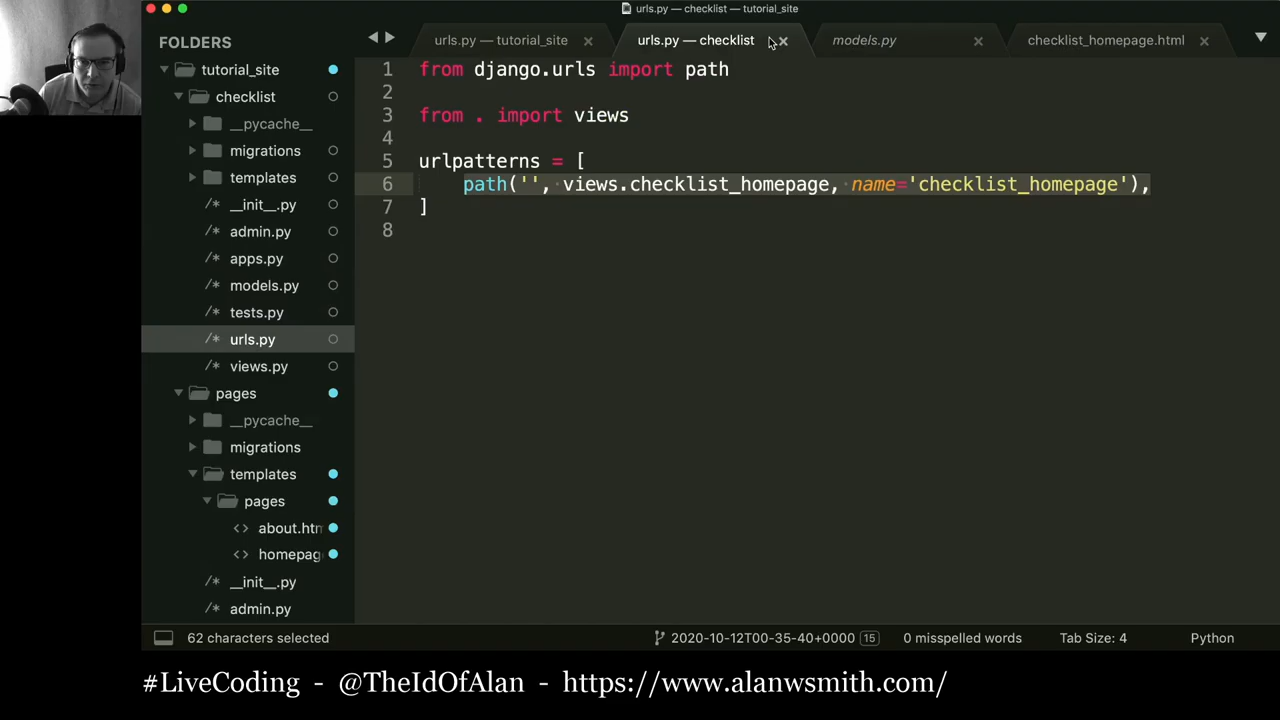 urls.py — checklist — tutorial_site
FOLDERS
urls.py — tutorial_site
urls.py — checklist
models.py
checklist_homepage.html
tutorial_site
checklist
__pycache__
migrations
templates
__init__.py
admin.py
apps.py
models.py
tests.py
urls.py
views.py
pages
__pycache__
migrations
templates
pages
about.htm
homepag
__init__.py
admin.py
1 from django.urls import path
2
3 from . import views
4
5 urlpatterns = [
6 path('', views.checklist_homepage, name='checklist_homepage'),
7 ]
8
62 characters selected
2020-10-12T00-35-40+0000 15
0 misspelled words
Tab Size: 4
Python
#LiveCoding - @TheIdOfAlan - https://www.alanwsmith.com/